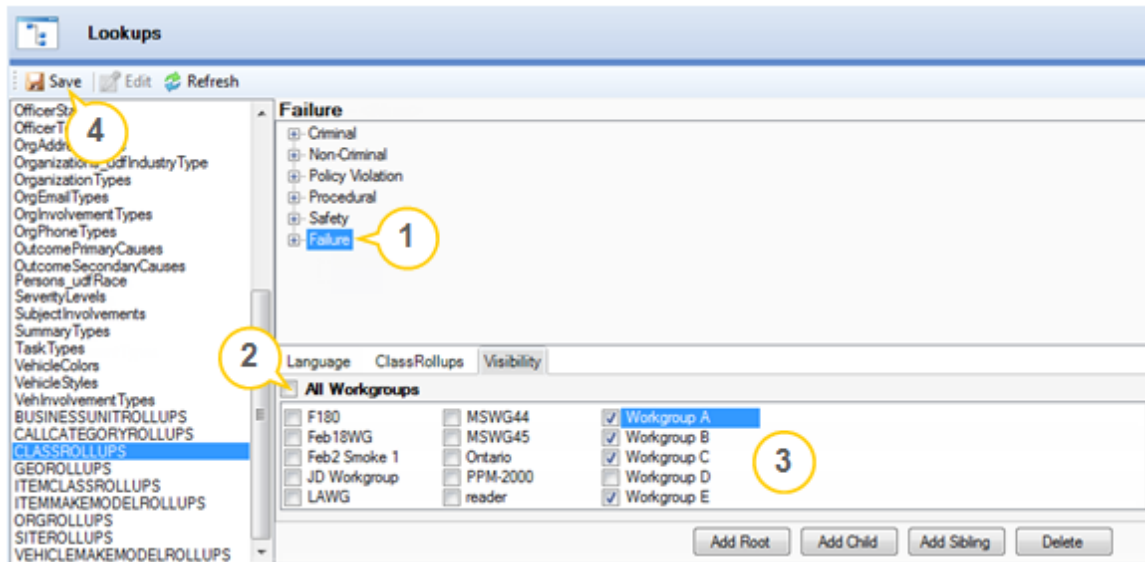 Lookups
Save Edit Refresh
OfficerSta
OfficerT
4
OrgAddr
Organizations_udfIndustryType
OrganizationTypes
OrgEmailTypes
OrgInvolvementTypes
OrgPhoneTypes
OutcomePrimaryCauses
OutcomeSecondaryCauses
Persons_udfRace
SeverityLevels
SubjectInvolvements
SummaryTypes
TaskTypes
VehicleColors
VehicleStyles
VehInvolvementTypes
BUSINESSUNITROLLUPS
CALLCATEGORYROLLUPS
CLASSROLLUPS
GEOROLLUPS
ITEMCLASSROLLUPS
ITEMMAKEMODELROLLUPS
ORGROLLUPS
SITEROLLUPS
VEHICLEMAKEMODELROLLUPS
Failure
Criminal
Non-Criminal
Policy Violation
Procedural
Safety
Failure
1
2
Language ClassRollups Visibility
All Workgroups
F180 MSWG44 Workgroup A
Feb18WG MSWG45 Workgroup B
Feb2 Smoke 1 Ontario Workgroup C
JD Workgroup PPM-2000 Workgroup D
LAWG reader Workgroup E
3
Add Root Add Child Add Sibling Delete